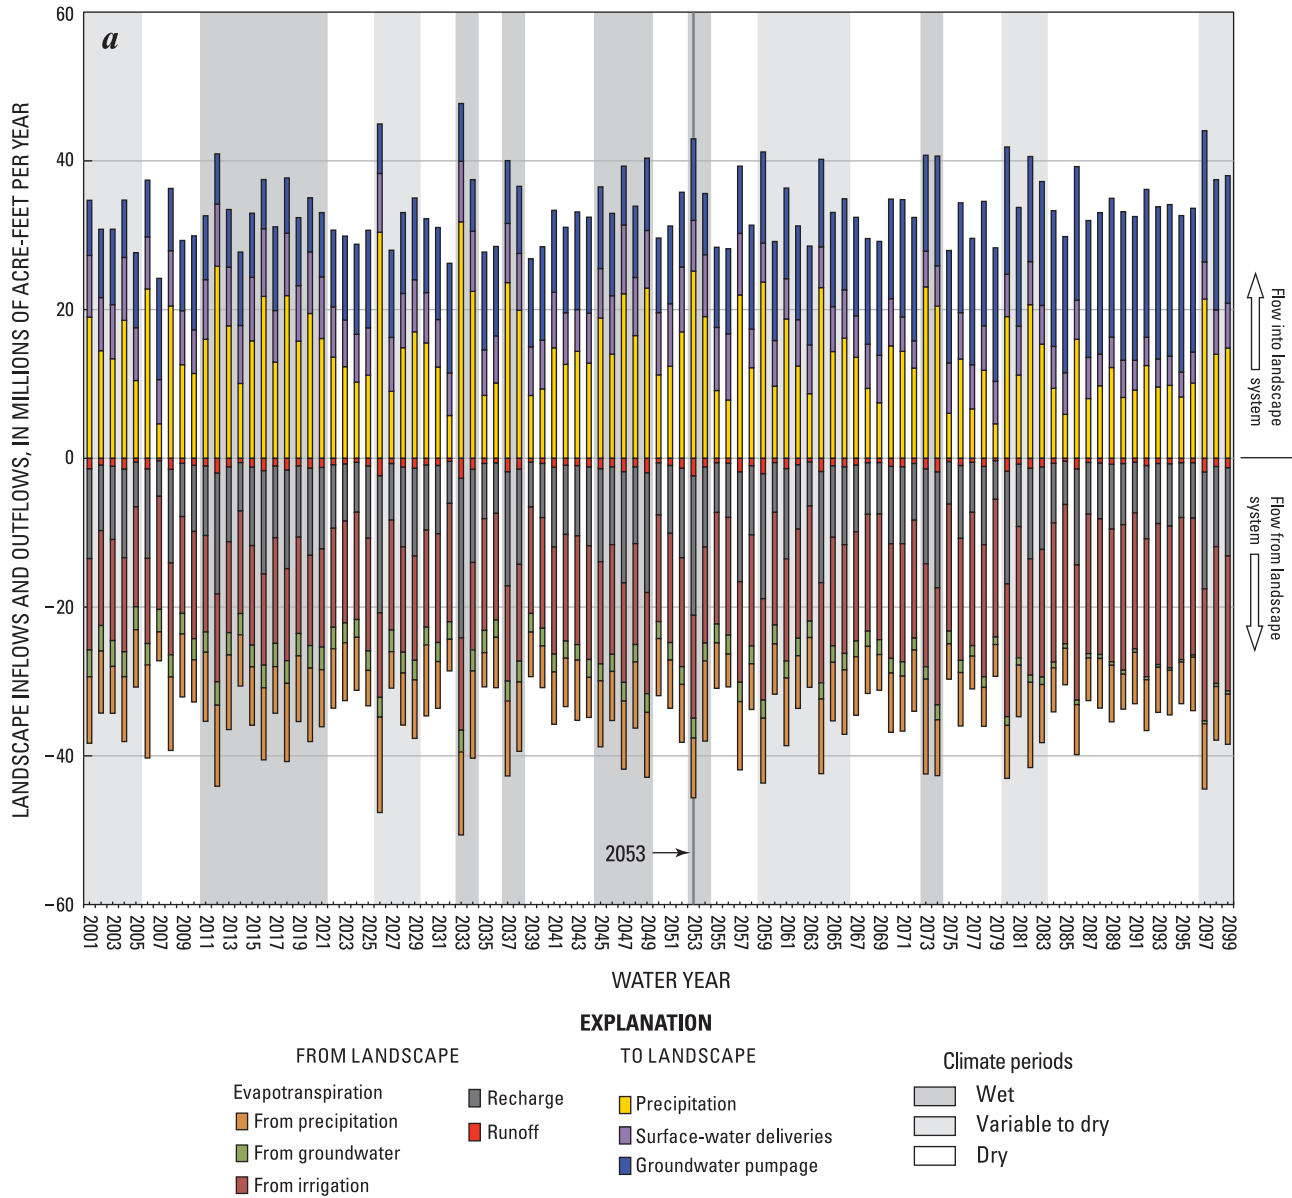 a
LANDSCAPE INFLOWS AND OUTFLOWS, IN MILLIONS OF ACRE-FEET PER YEAR
60
40
20
0
−20
−40
−60
Flow into landscape
system
Flow from landscape
system
2053
2001 2003 2005 2007 2009 2011 2013 2015 2017 2019 2021 2023 2025 2027 2029 2031 2033 2035 2037 2039 2041 2043 2045 2047 2049 2051 2053 2055 2057 2059 2061 2063 2065 2067 2069 2071 2073 2075 2077 2079 2081 2083 2085 2087 2089 2091 2093 2095 2097 2099
WATER YEAR
EXPLANATION
FROM LANDSCAPE
Evapotranspiration
From precipitation
From groundwater
From irrigation
Recharge
Runoff
TO LANDSCAPE
Precipitation
Surface-water deliveries
Groundwater pumpage
Climate periods
Wet
Variable to dry
Dry